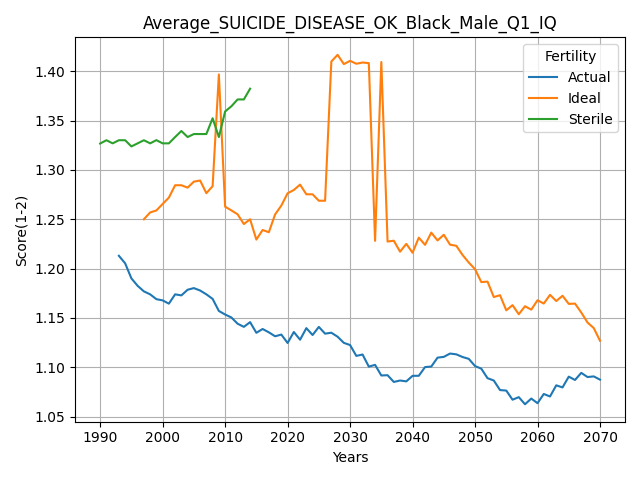 Average_SUICIDE_DISEASE_OK_Black_Male_Q1_IQ
Fertility
Actual
Ideal
Sterile
Score(1-2)
1.40
1.35
1.30
1.25
1.20
1.15
1.10
1.05
1990
2000
2010
2020
2030
2040
2050
2060
2070
Years